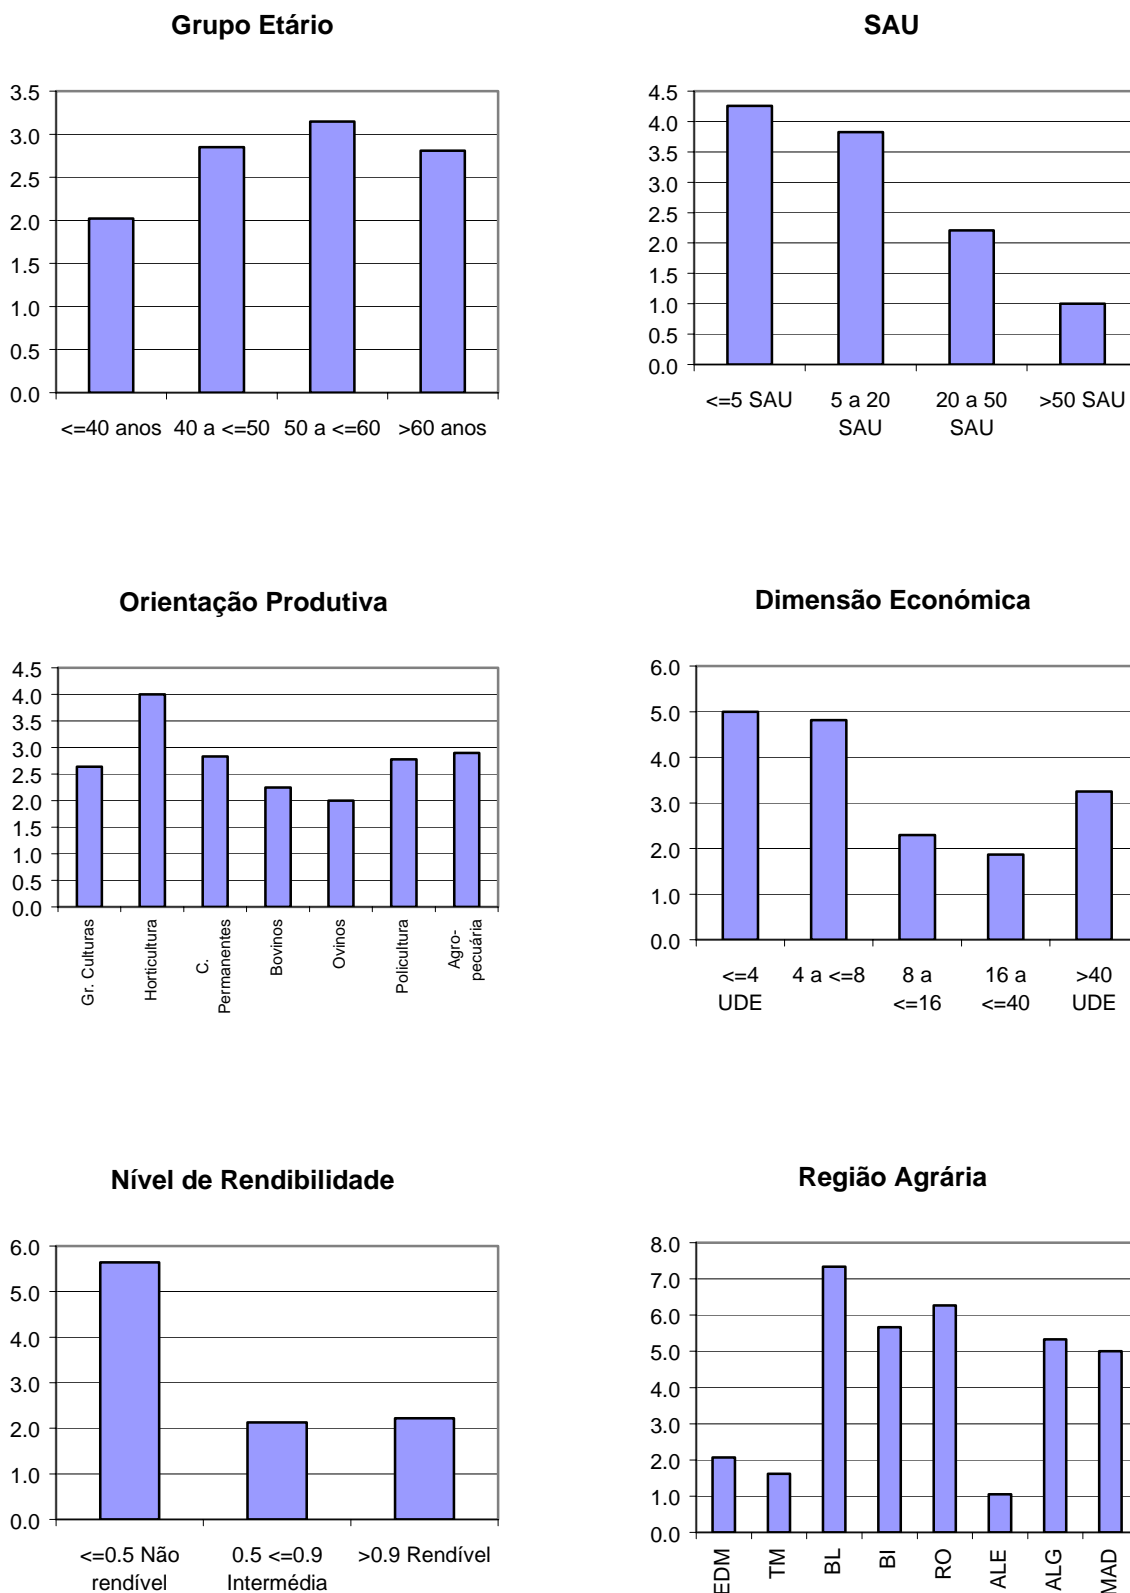 Grupo Etário
3.5
3.0
2.5
2.0
1.5
1.0
0.5
0.0
<=40 anos 40 a <=50 50 a <=60 >60 anos
SAU
4.5
4.0
3.5
3.0
2.5
2.0
1.5
1.0
0.5
0.0
<=5 SAU 5 a 20 20 a 50 >50 SAU
SAU SAU
Orientação Produtiva
4.5
4.0
3.5
3.0
2.5
2.0
1.5
1.0
0.5
0.0
Gr. Culturas
Horticultura
C.
Permanentes
Bovinos
Ovinos
Policultura
Agro-
pecuária
Dimensão Económica
6.0
5.0
4.0
3.0
2.0
1.0
0.0
<=4 4 a <=8 8 a 16 a >40
UDE <=16 <=40 UDE
Nível de Rendibilidade
6.0
5.0
4.0
3.0
2.0
1.0
0.0
<=0.5 Não 0.5 <=0.9 >0.9 Rendível
rendível Intermédia
Região Agrária
8.0
7.0
6.0
5.0
4.0
3.0
2.0
1.0
0.0
EDM
TM
BL
BI
RO
ALE
ALG
MAD